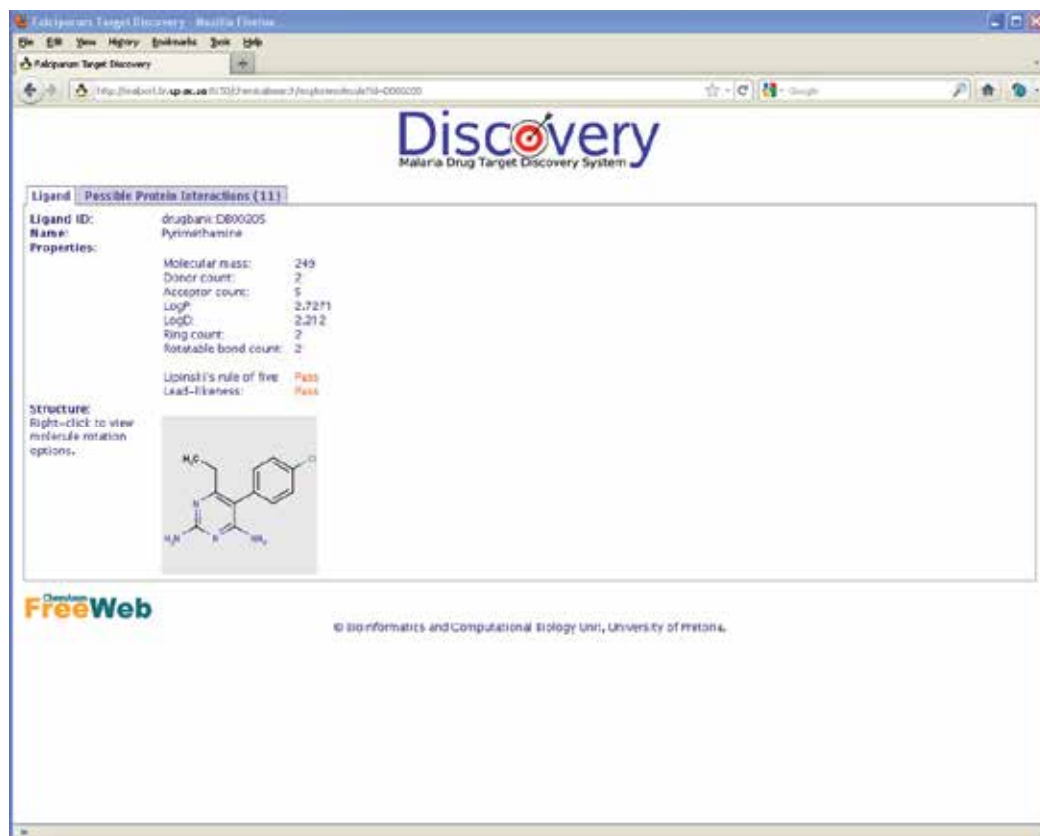 Falciparum Target Discovery - Mozilla Firefox
File Edit View History Bookmarks Tools Help
Falciparum Target Discovery
Google
Discovery
Malaria Drug Target Discovery System
Ligand Possible Protein Interactions (11)
Ligand ID: drugbank:DB00205
Name: Pyrimethamine
Properties:
Molecular mass: 249
Donor count: 2
Acceptor count: 5
LogP: 2.7271
LogD: 2.212
Ring count: 2
Rotatable bond count: 2
Lipinski's rule of five Pass
Lead-likeness: Pass
Structure:
Right-click to view
molecule rotation
options.
H₃C
Cl
N
H₂N N NH₂
ChemAxon
FreeWeb
© Bioinformatics and Computational Biology Unit, University of Pretoria.